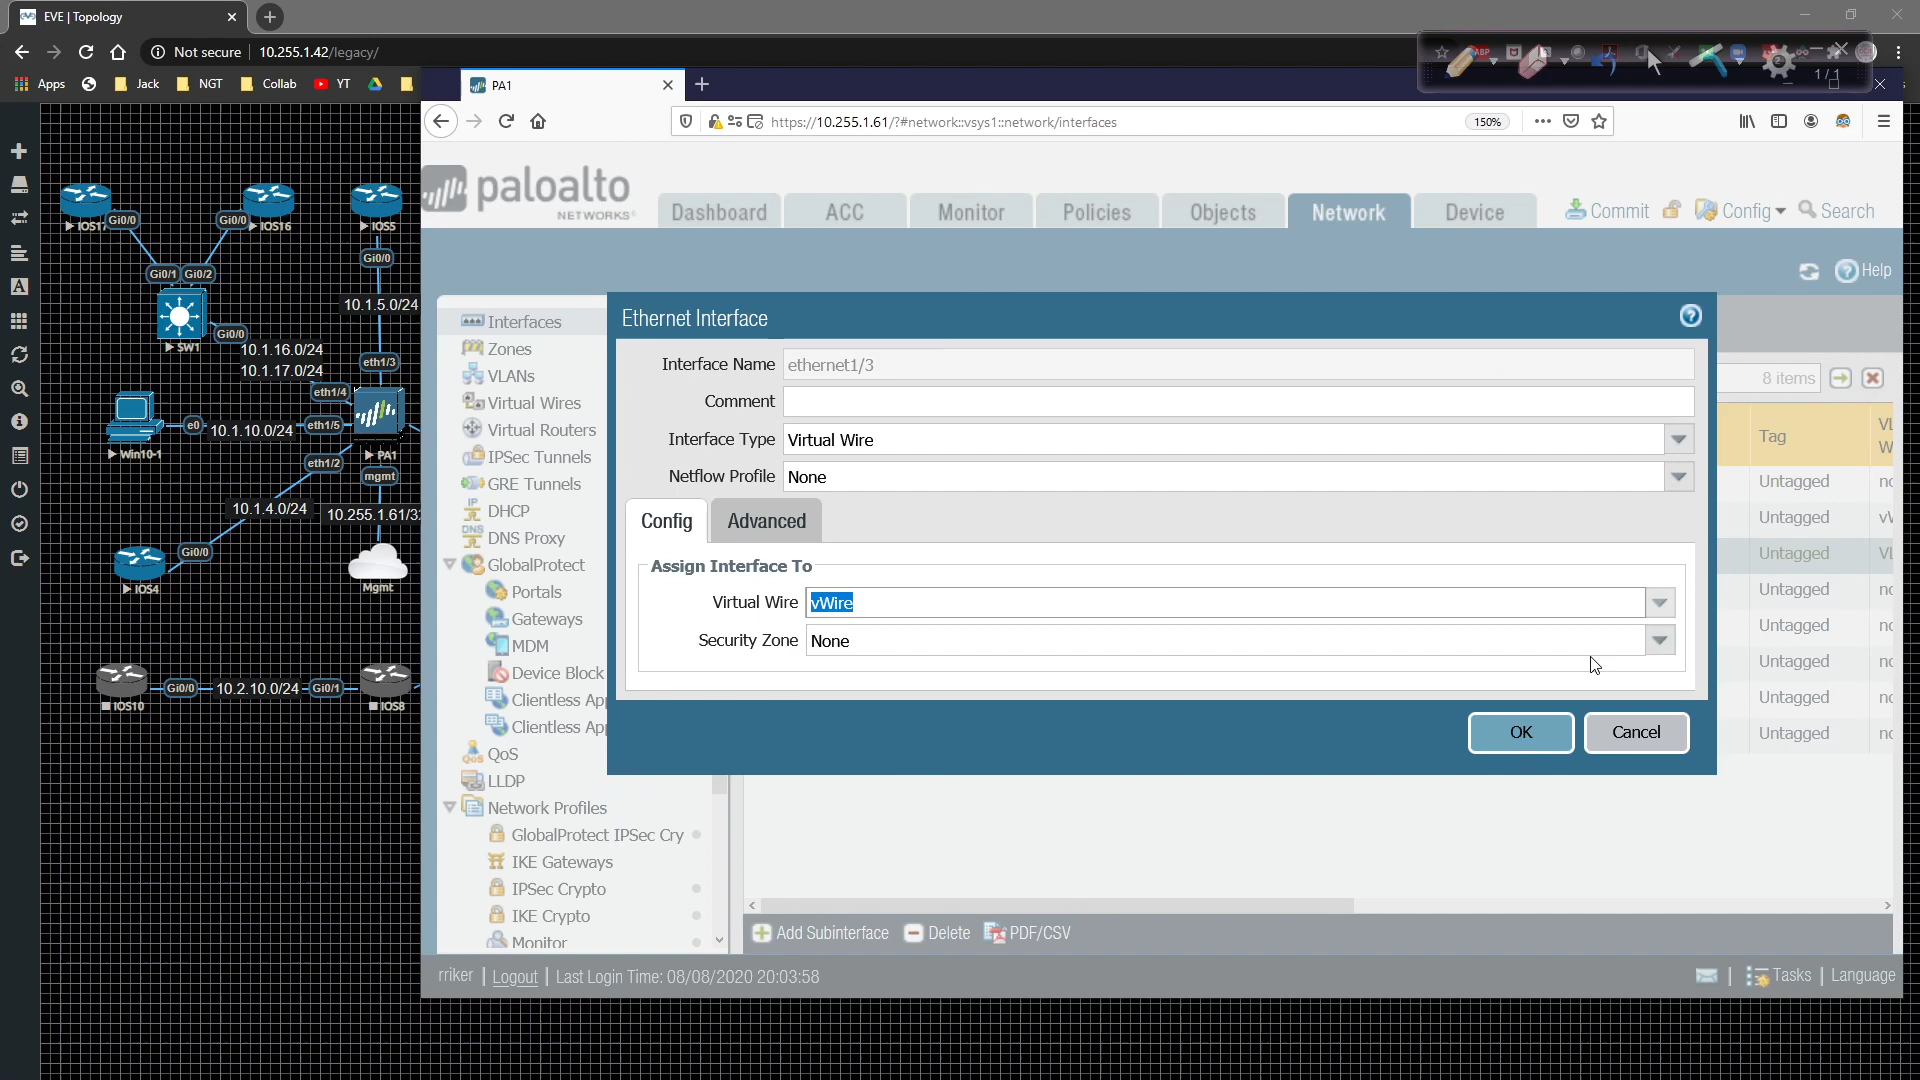 EVE | Topology
Not secure
10.255.1.42/legacy/
Apps
Jack
NGT
Collab
YT
1/1
PA1
https://10.255.1.61/?#network::vsys1::network/interfaces
150%
paloalto
NETWORKS
Dashboard
ACC
Monitor
Policies
Objects
Network
Device
Commit
Config
Search
Help
IOS17
Gi0/0
Gi0/0
IOS16
IOS5
Gi0/0
Gi0/1
Gi0/2
10.1.5.0/24
SW1
Gi0/0
10.1.16.0/24
10.1.17.0/24
eth1/3
eth1/4
Win10-1
e0
10.1.10.0/24
eth1/5
PA1
eth1/2
mgmt
10.1.4.0/24
10.255.1.61/32
IOS4
Gi0/0
Mgmt
IOS10
Gi0/0
10.2.10.0/24
Gi0/1
IOS8
Interfaces
Zones
VLANs
Virtual Wires
Virtual Routers
IPSec Tunnels
GRE Tunnels
DHCP
DNS Proxy
GlobalProtect
Portals
Gateways
MDM
Device Block
Clientless App
Clientless App
QoS
LLDP
Network Profiles
GlobalProtect IPSec Cry
IKE Gateways
IPSec Crypto
IKE Crypto
Monitor
Ethernet Interface
Interface Name
ethernet1/3
Comment
Interface Type
Virtual Wire
Netflow Profile
None
Config
Advanced
Assign Interface To
Virtual Wire
vWire
Security Zone
None
OK
Cancel
8 items
Tag
Untagged
Untagged
Untagged
Untagged
Untagged
Untagged
Untagged
Untagged
Add Subinterface
Delete
PDF/CSV
rriker | Logout | Last Login Time: 08/08/2020 20:03:58
Tasks | Language